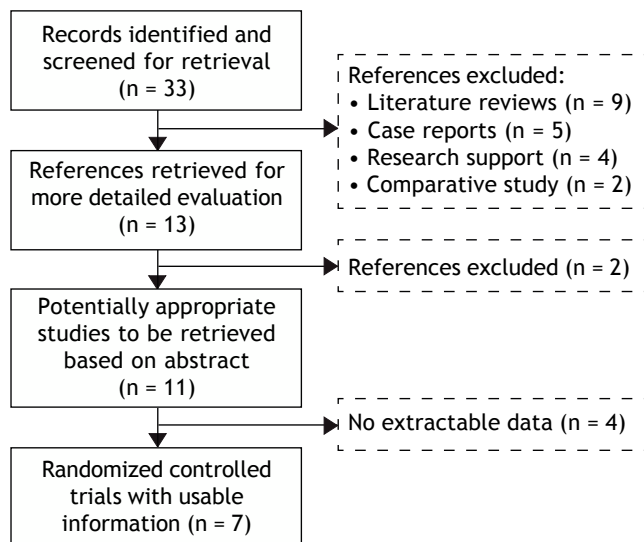 Records identified and
screened for retrieval
(n = 33)
References excluded:
• Literature reviews (n = 9)
• Case reports (n = 5)
• Research support (n = 4)
• Comparative study (n = 2)
References retrieved for
more detailed evaluation
(n = 13)
References excluded (n = 2)
Potentially appropriate
studies to be retrieved
based on abstract
(n = 11)
No extractable data (n = 4)
Randomized controlled
trials with usable
information (n = 7)